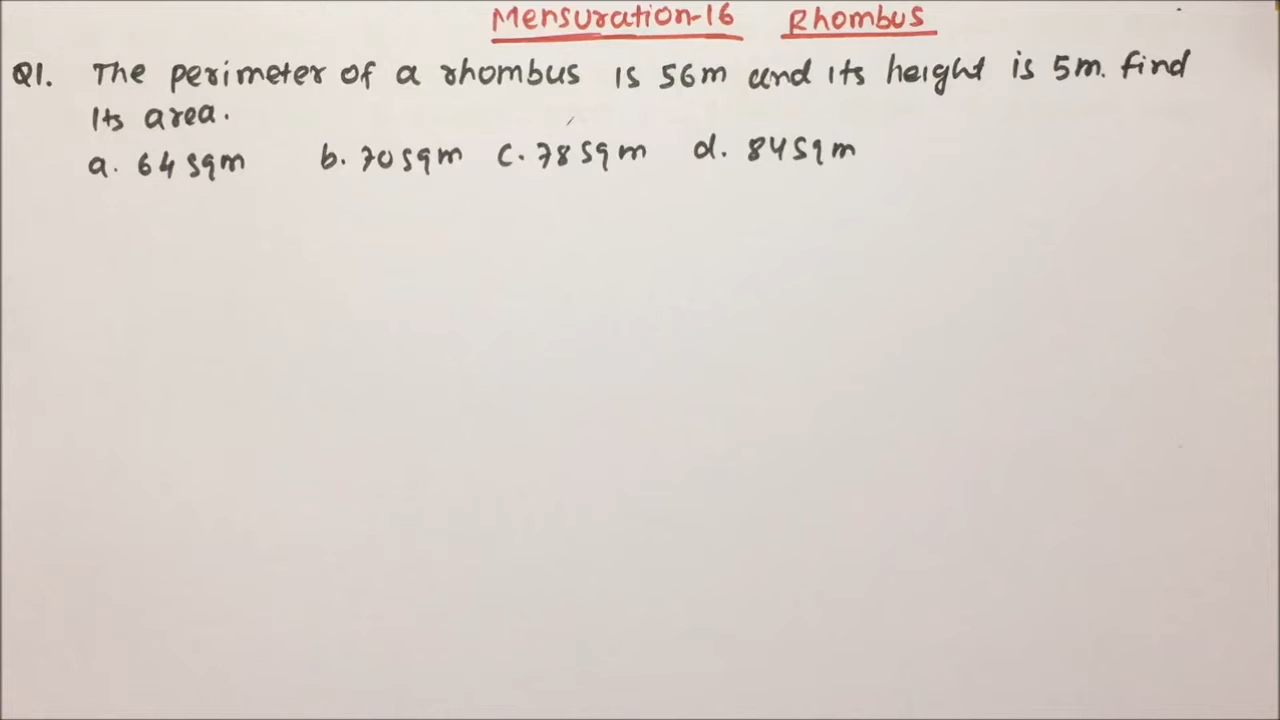 Mensuration-16 Rhombus
Q1. The perimeter of a rhombus is 56m and its height is 5m. find
Its area.
a. 64 sqm b. 70 sqm c. 78 sqm d. 84 sqm